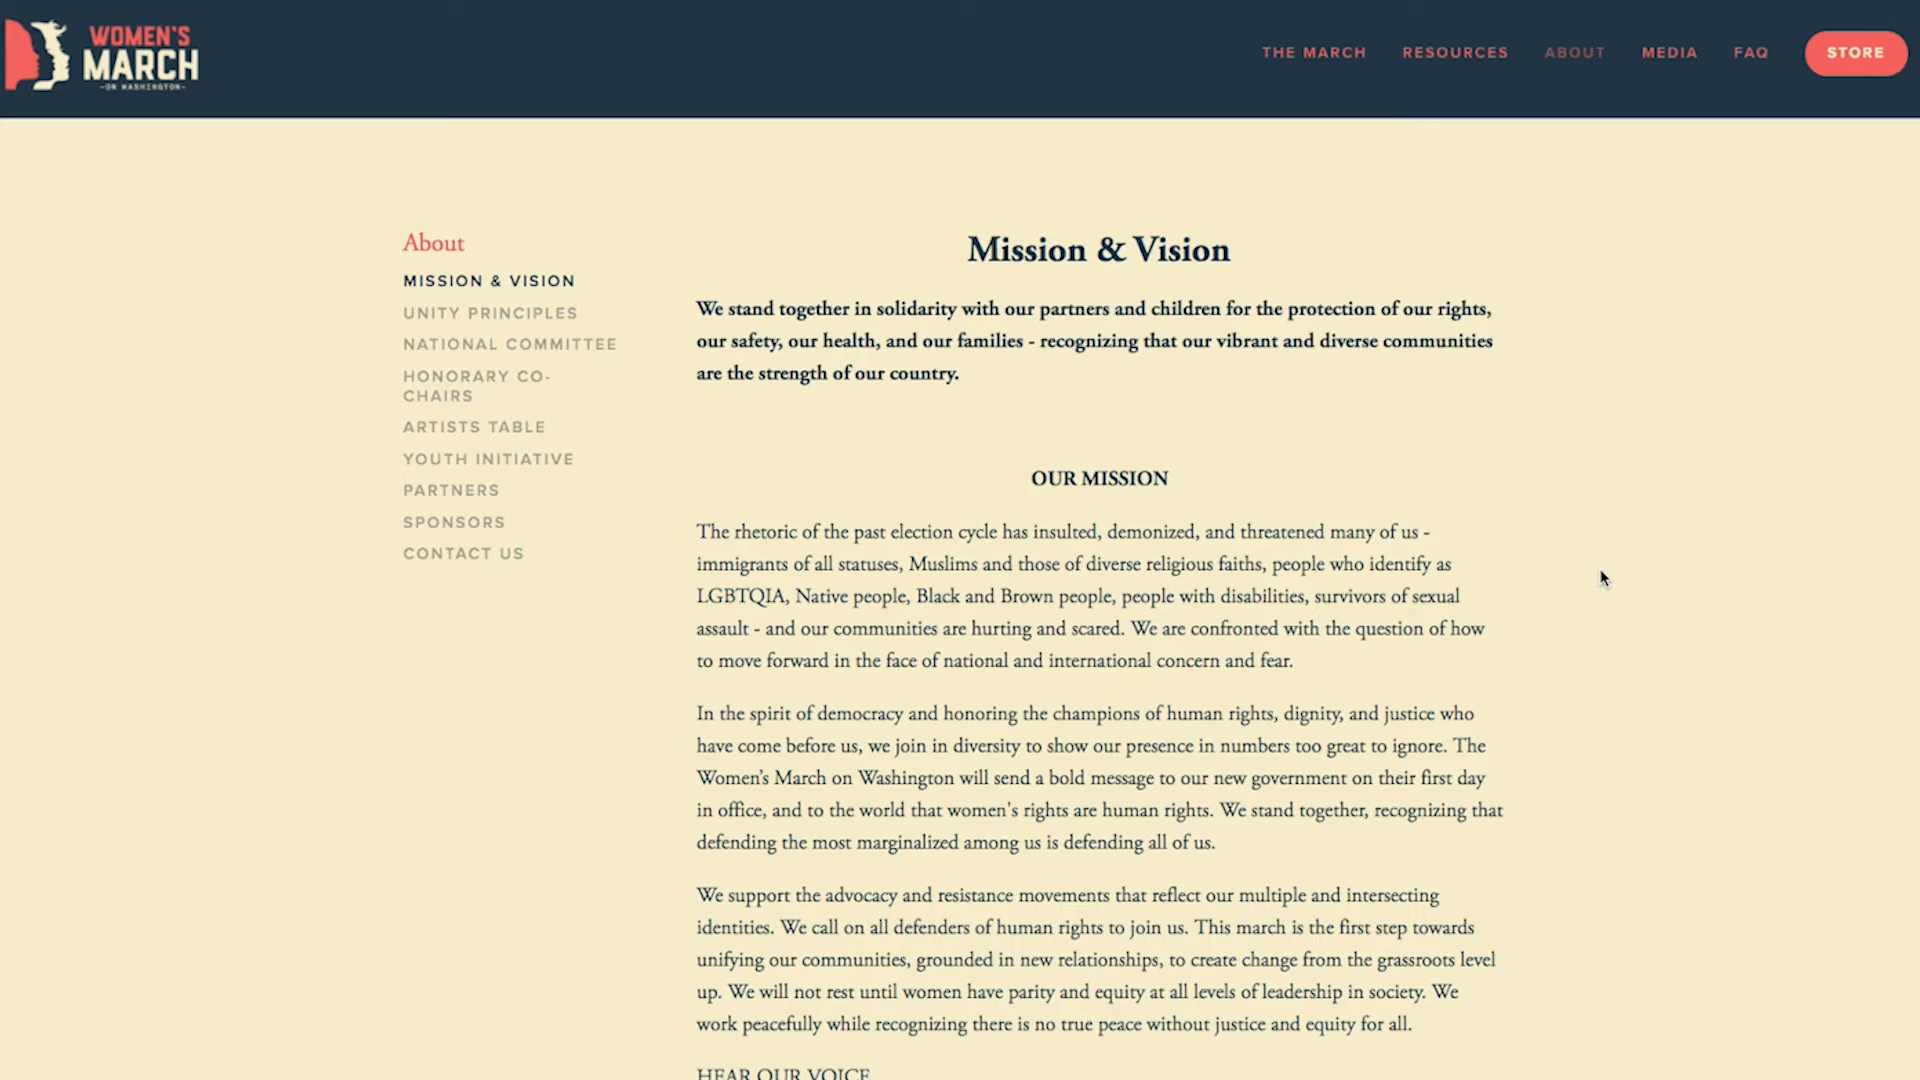 WOMEN'S
MARCH
-ON WASHINGTON-
THE MARCH
RESOURCES
ABOUT
MEDIA
FAQ
STORE
About
MISSION & VISION
UNITY PRINCIPLES
NATIONAL COMMITTEE
HONORARY CO-
CHAIRS
ARTISTS TABLE
YOUTH INITIATIVE
PARTNERS
SPONSORS
CONTACT US
Mission & Vision
We stand together in solidarity with our partners and children for the protection of our rights,
our safety, our health, and our families - recognizing that our vibrant and diverse communities
are the strength of our country.
OUR MISSION
The rhetoric of the past election cycle has insulted, demonized, and threatened many of us -
immigrants of all statuses, Muslims and those of diverse religious faiths, people who identify as
LGBTQIA, Native people, Black and Brown people, people with disabilities, survivors of sexual
assault - and our communities are hurting and scared. We are confronted with the question of how
to move forward in the face of national and international concern and fear.
In the spirit of democracy and honoring the champions of human rights, dignity, and justice who
have come before us, we join in diversity to show our presence in numbers too great to ignore. The
Women’s March on Washington will send a bold message to our new government on their first day
in office, and to the world that women's rights are human rights. We stand together, recognizing that
defending the most marginalized among us is defending all of us.
We support the advocacy and resistance movements that reflect our multiple and intersecting
identities. We call on all defenders of human rights to join us. This march is the first step towards
unifying our communities, grounded in new relationships, to create change from the grassroots level
up. We will not rest until women have parity and equity at all levels of leadership in society. We
work peacefully while recognizing there is no true peace without justice and equity for all.
HEAR OUR VOICE